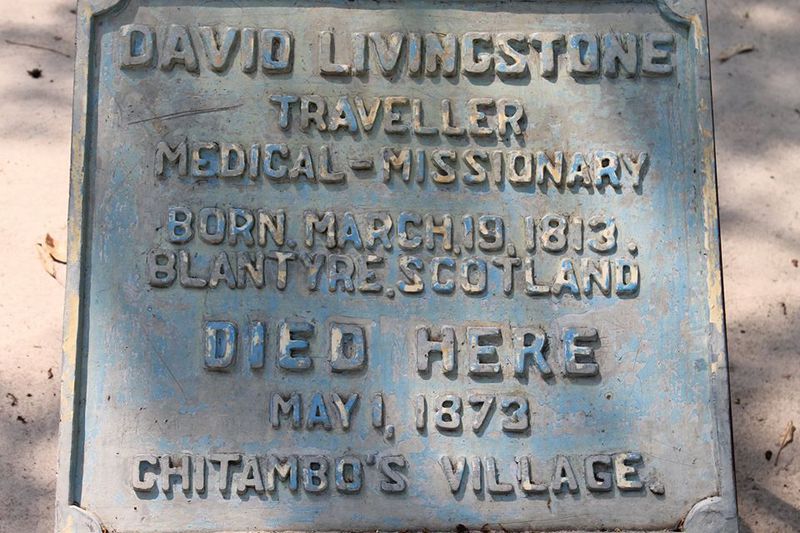 DAVID LIVINGSTONE
TRAVELLER
MEDICAL-MISSIONARY
BORN. MARCH, 19, 1813.
BLANTYRE, SCOTLAND
DIED HERE
MAY 1, 1873
CHITAMBO'S VILLAGE.